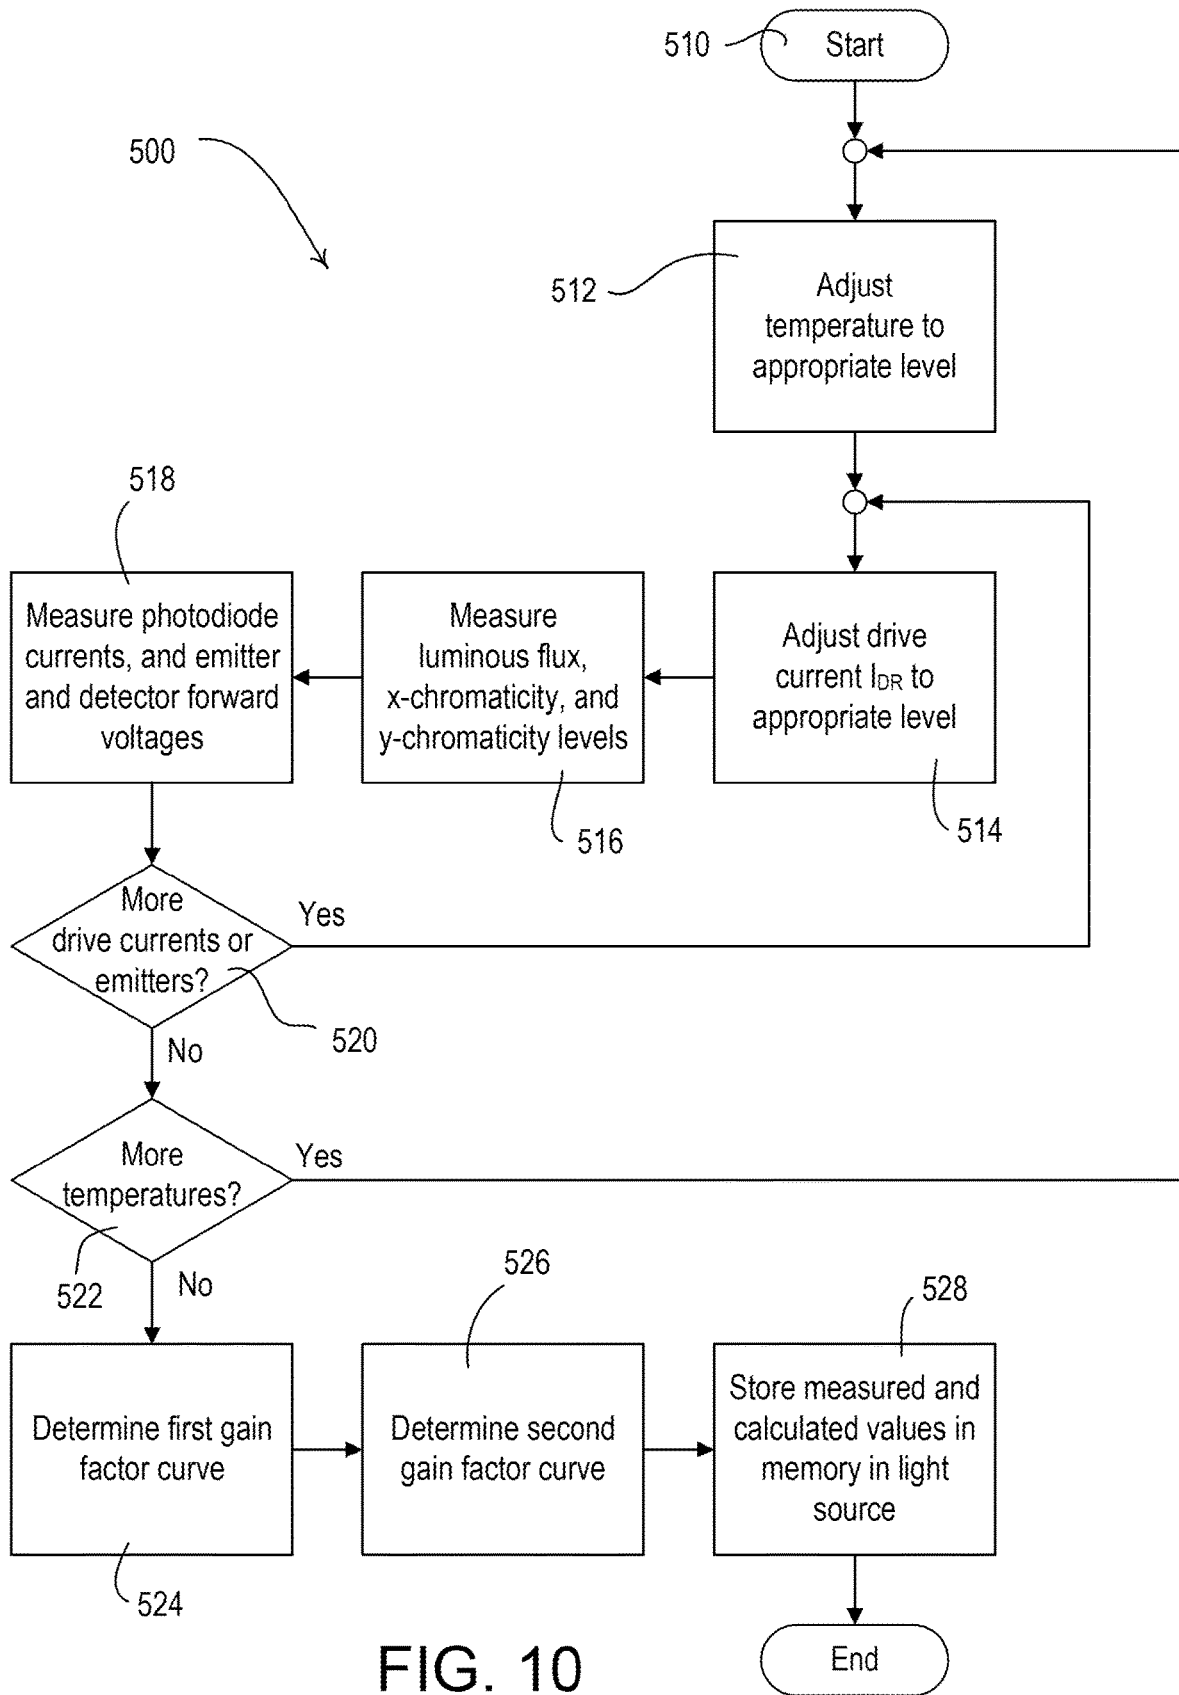 510
Start
500
512
Adjust
temperature to
appropriate level
518
Measure photodiode
currents, and emitter
and detector forward
voltages
Measure
luminous flux,
x-chromaticity, and
y-chromaticity levels
Adjust drive
current IDR to
appropriate level
516
514
More
drive currents or
emitters?
Yes
520
No
More
temperatures?
Yes
522
No
526
528
Determine first gain
factor curve
Determine second
gain factor curve
Store measured and
calculated values in
memory in light
source
524
End
FIG. 10